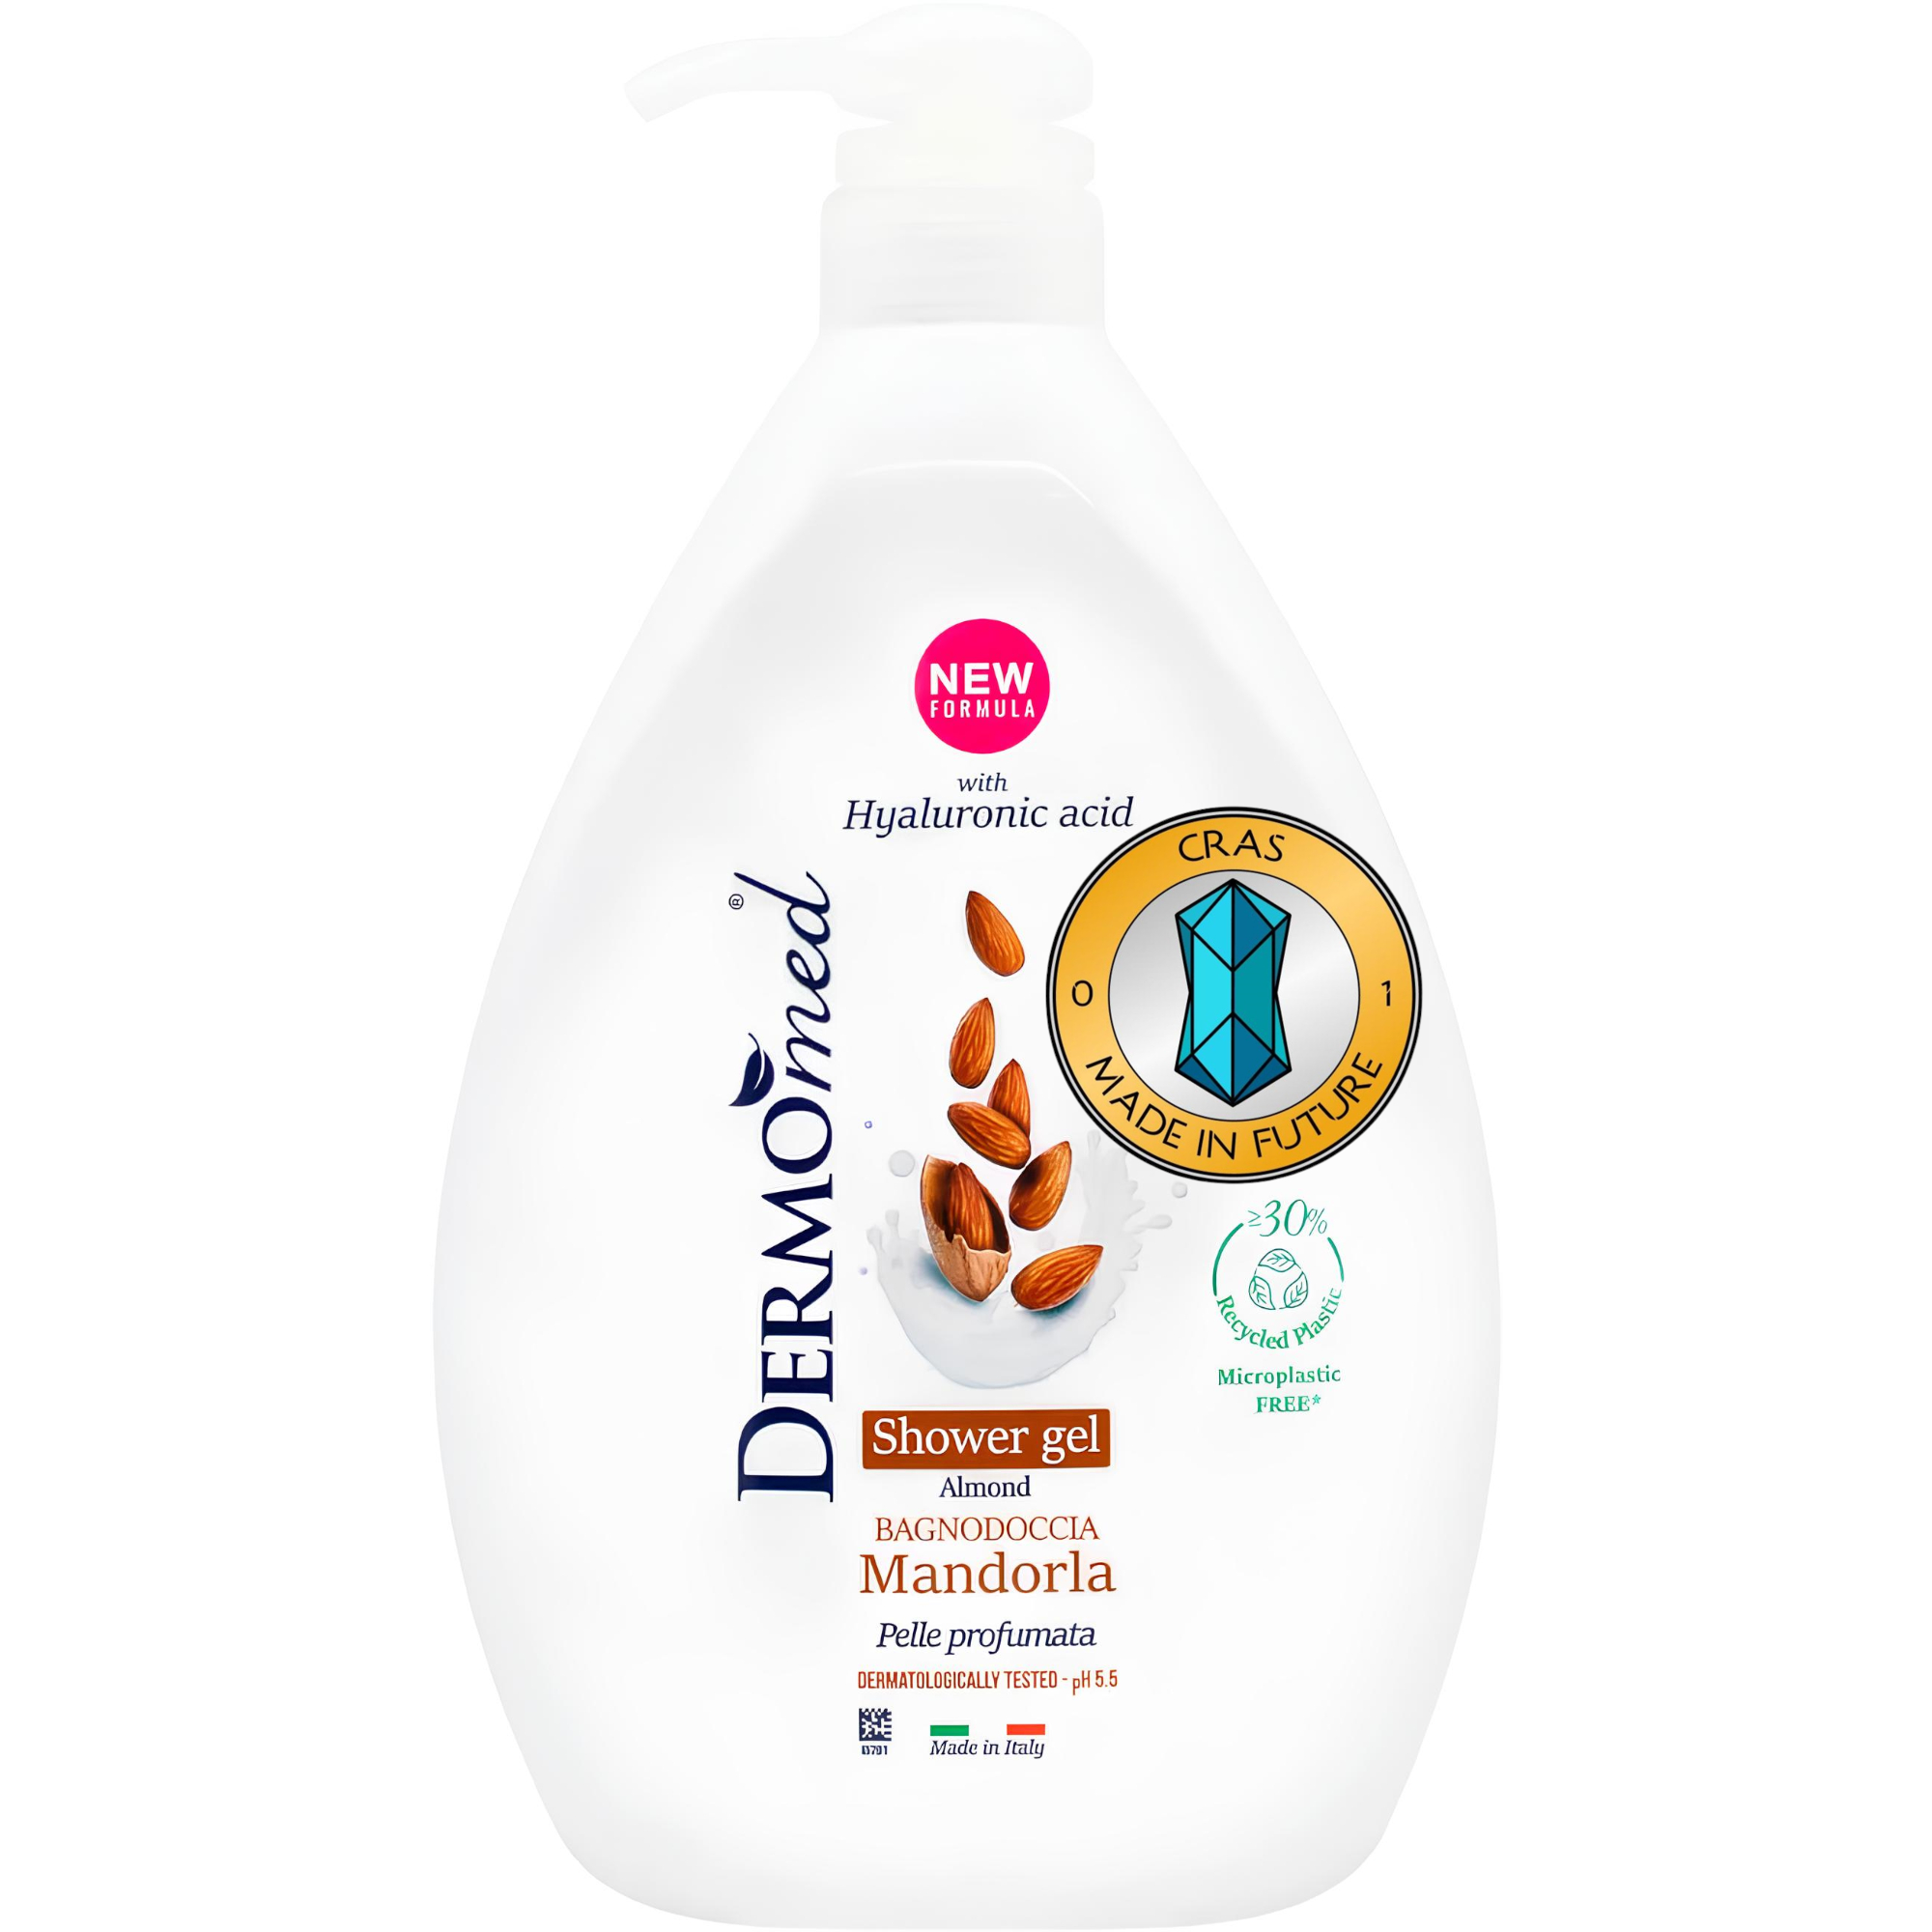 NEW
FORMULA
with
Hyaluronic acid
DERMOmed®
CRAS
0 1
MADE IN FUTURE
≥30%
Recycled Plastic
Microplastic
FREE*
Shower gel
Almond
BAGNODOCCIA
Mandorla
Pelle profumata
DERMATOLOGICALLY TESTED - pH 5.5
Made in Italy